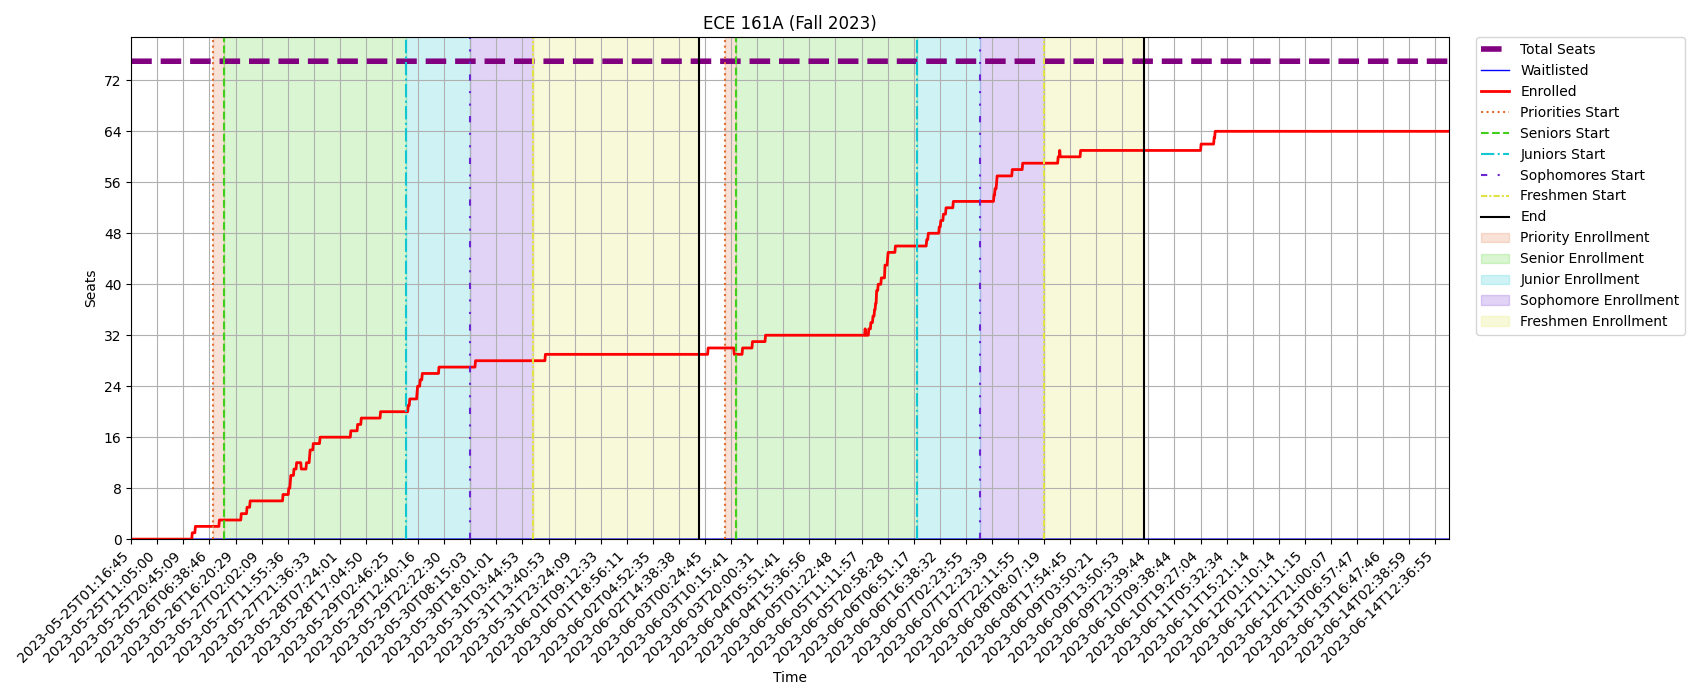 ECE 161A (Fall 2023)
Seats
72
64
56
48
40
32
24
16
8
0
2023-05-25T01:16:45
2023-05-25T11:05:00
2023-05-25T20:45:09
2023-05-26T06:38:46
2023-05-26T16:20:29
2023-05-27T02:02:09
2023-05-27T11:55:36
2023-05-27T21:36:33
2023-05-28T07:24:01
2023-05-28T17:04:50
2023-05-29T02:46:25
2023-05-29T12:40:16
2023-05-29T22:22:30
2023-05-30T08:15:03
2023-05-30T18:01:01
2023-05-31T03:44:53
2023-05-31T13:40:53
2023-05-31T23:24:09
2023-06-01T09:12:33
2023-06-01T18:56:11
2023-06-02T04:52:35
2023-06-02T14:38:38
2023-06-03T00:24:45
2023-06-03T10:15:41
2023-06-03T20:00:31
2023-06-04T05:51:41
2023-06-04T15:36:56
2023-06-05T01:22:48
2023-06-05T11:11:57
2023-06-05T20:58:28
2023-06-06T06:51:17
2023-06-06T16:38:32
2023-06-07T02:23:55
2023-06-07T12:23:39
2023-06-07T22:11:55
2023-06-08T08:07:19
2023-06-08T17:54:45
2023-06-09T03:50:21
2023-06-09T13:50:53
2023-06-09T23:39:44
2023-06-10T09:38:44
2023-06-10T19:27:04
2023-06-11T05:32:34
2023-06-11T15:21:14
2023-06-12T01:10:14
2023-06-12T11:11:15
2023-06-12T21:00:07
2023-06-13T06:57:47
2023-06-13T16:47:46
2023-06-14T02:38:59
2023-06-14T12:36:55
Time
Total Seats
Waitlisted
Enrolled
Priorities Start
Seniors Start
Juniors Start
Sophomores Start
Freshmen Start
End
Priority Enrollment
Senior Enrollment
Junior Enrollment
Sophomore Enrollment
Freshmen Enrollment